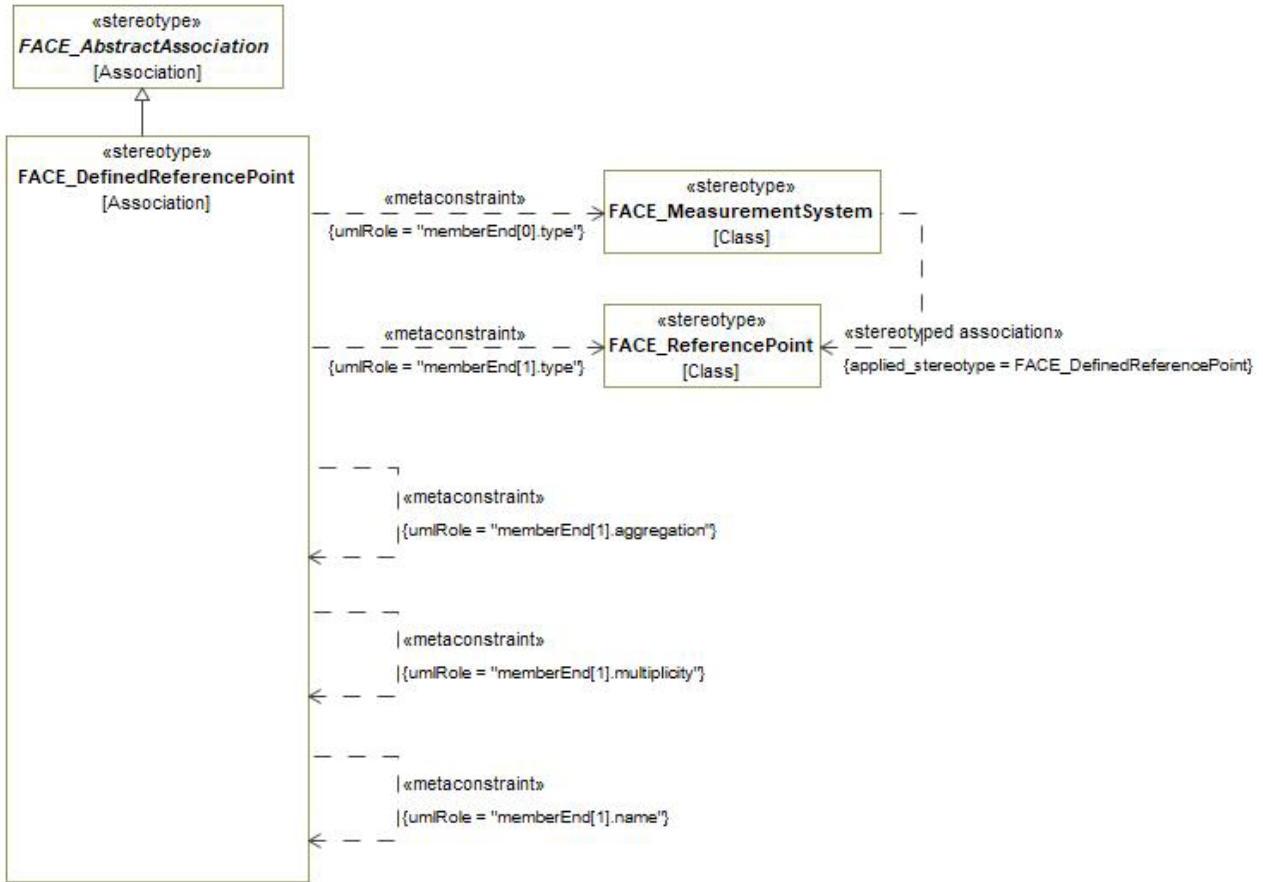 «stereotype»
FACE_AbstractAssociation
[Association]
«stereotype»
FACE_DefinedReferencePoint
[Association]
«metaconstraint»
{umlRole = "memberEnd[0].type"}
«stereotype»
FACE_MeasurementSystem
[Class]
«metaconstraint»
{umlRole = "memberEnd[1].type"}
«stereotype»
FACE_ReferencePoint
[Class]
«stereotyped association»
{applied_stereotype = FACE_DefinedReferencePoint}
«metaconstraint»
{umlRole = "memberEnd[1].aggregation"}
«metaconstraint»
{umlRole = "memberEnd[1].multiplicity"}
«metaconstraint»
{umlRole = "memberEnd[1].name"}